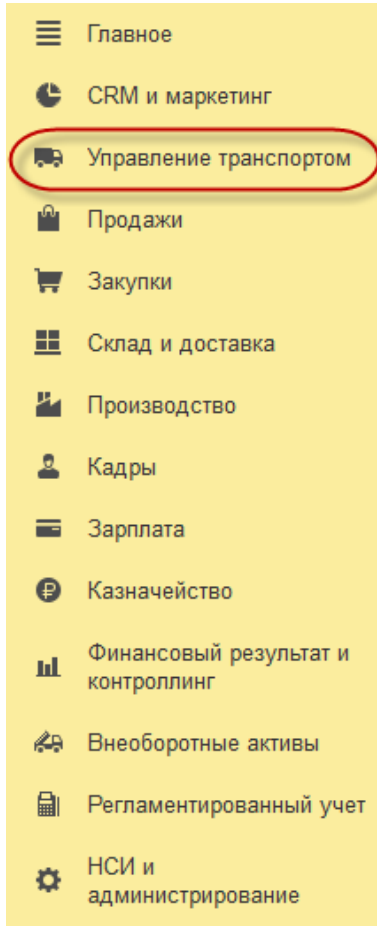 Главное
CRM и маркетинг
Управление транспортом
Продажи
Закупки
Склад и доставка
Производство
Кадры
Зарплата
Казначейство
Финансовый результат и
контроллинг
Внеоборотные активы
Регламентированный учет
НСИ и
администрирование